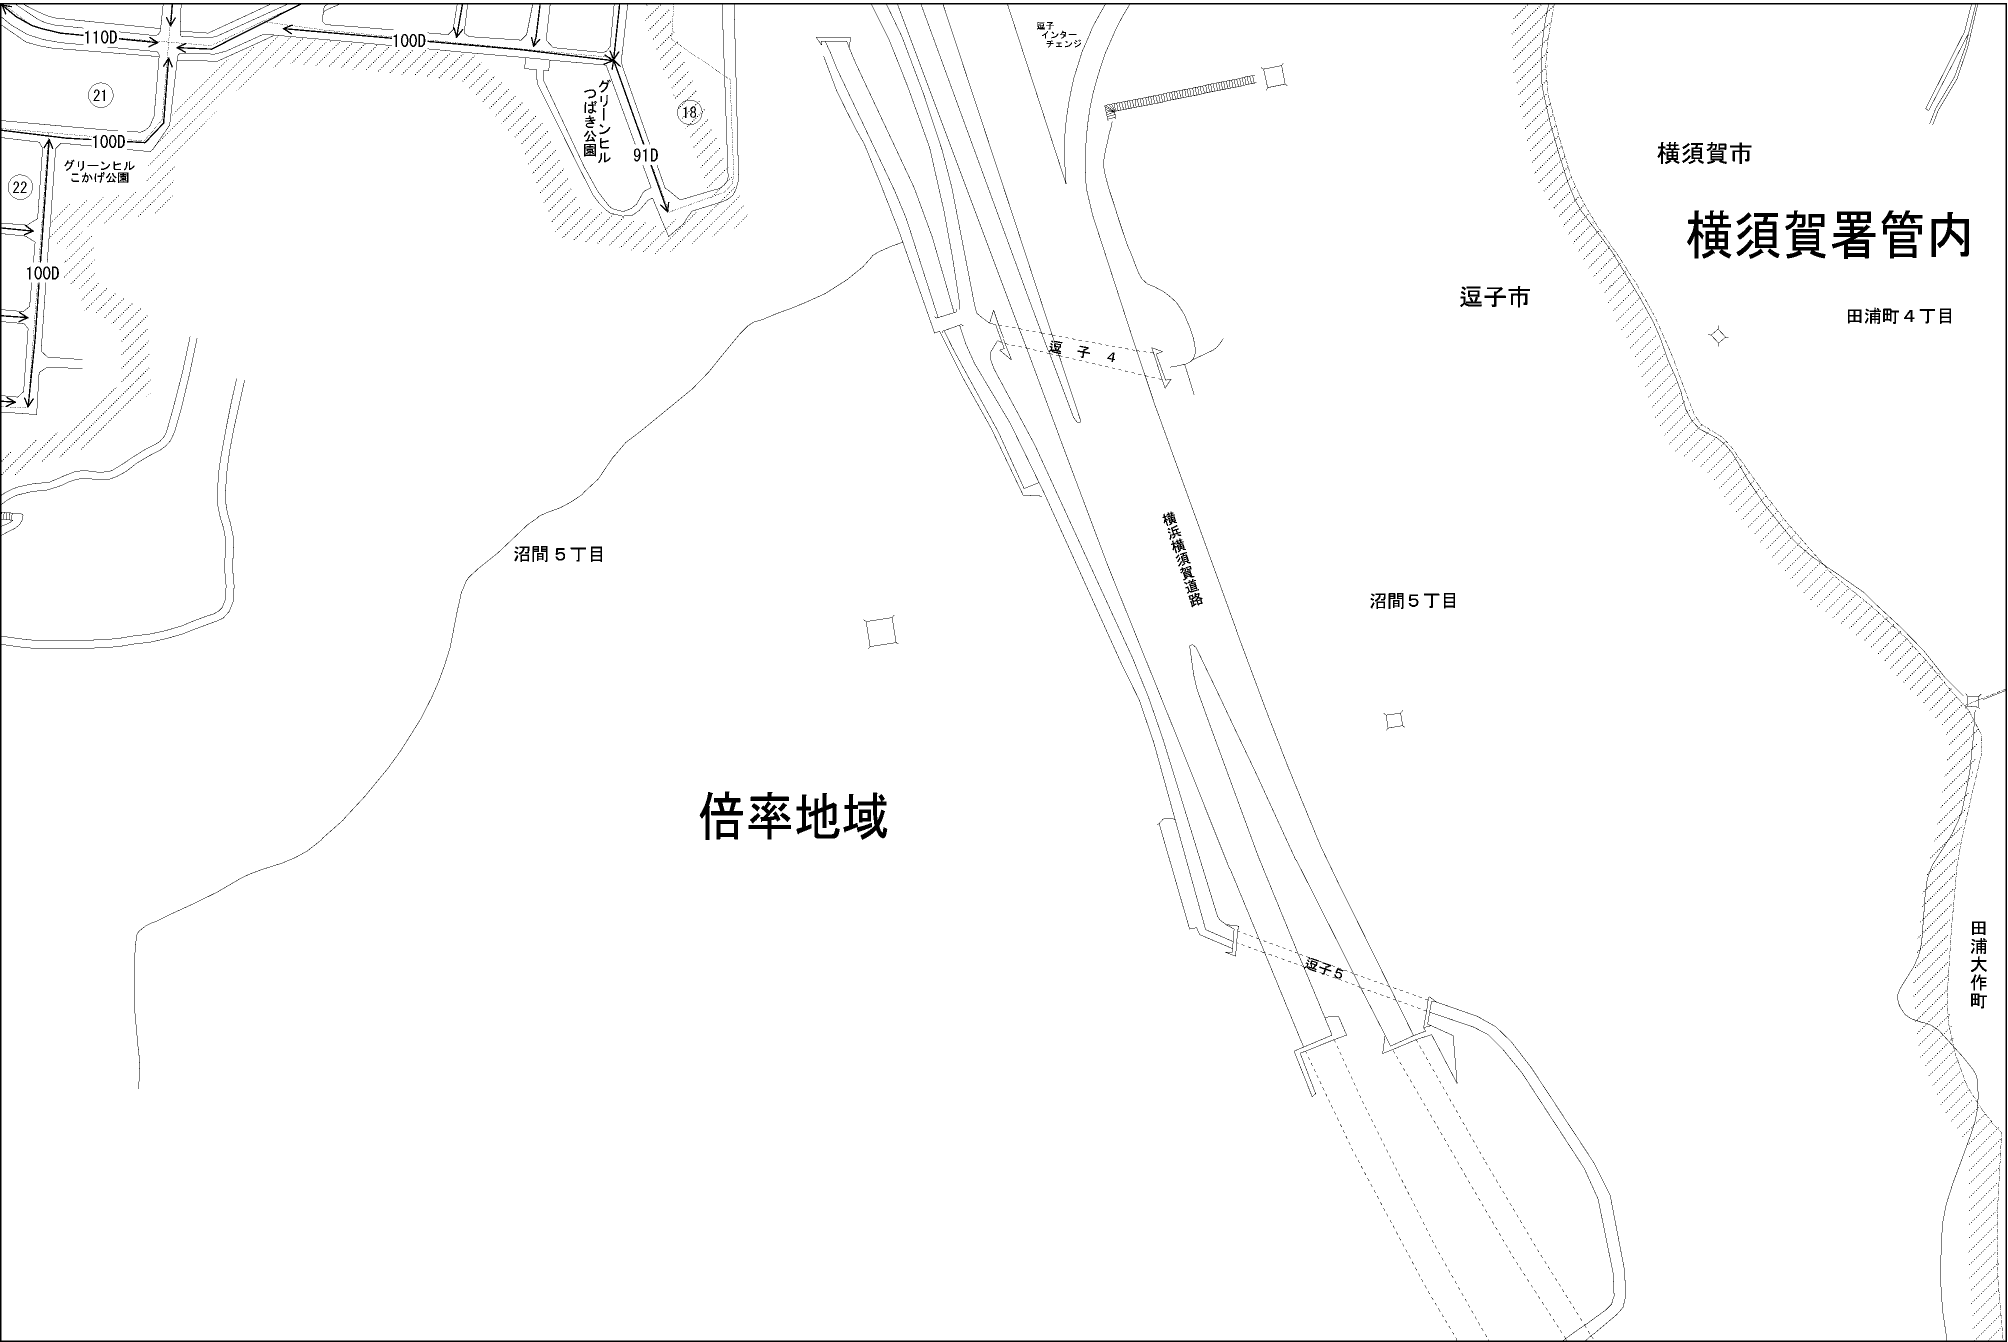 110D
100D
21
100D
グリーンヒル
こかげ公園
22
100D
グリーンヒル
つばき公園
91D
18
逗子
インター
チェンジ
横須賀市
横須賀署管内
逗子市
田浦町4丁目
逗子4
横浜横須賀道路
沼間5丁目
沼間5丁目
倍率地域
逗子5
田浦大作町